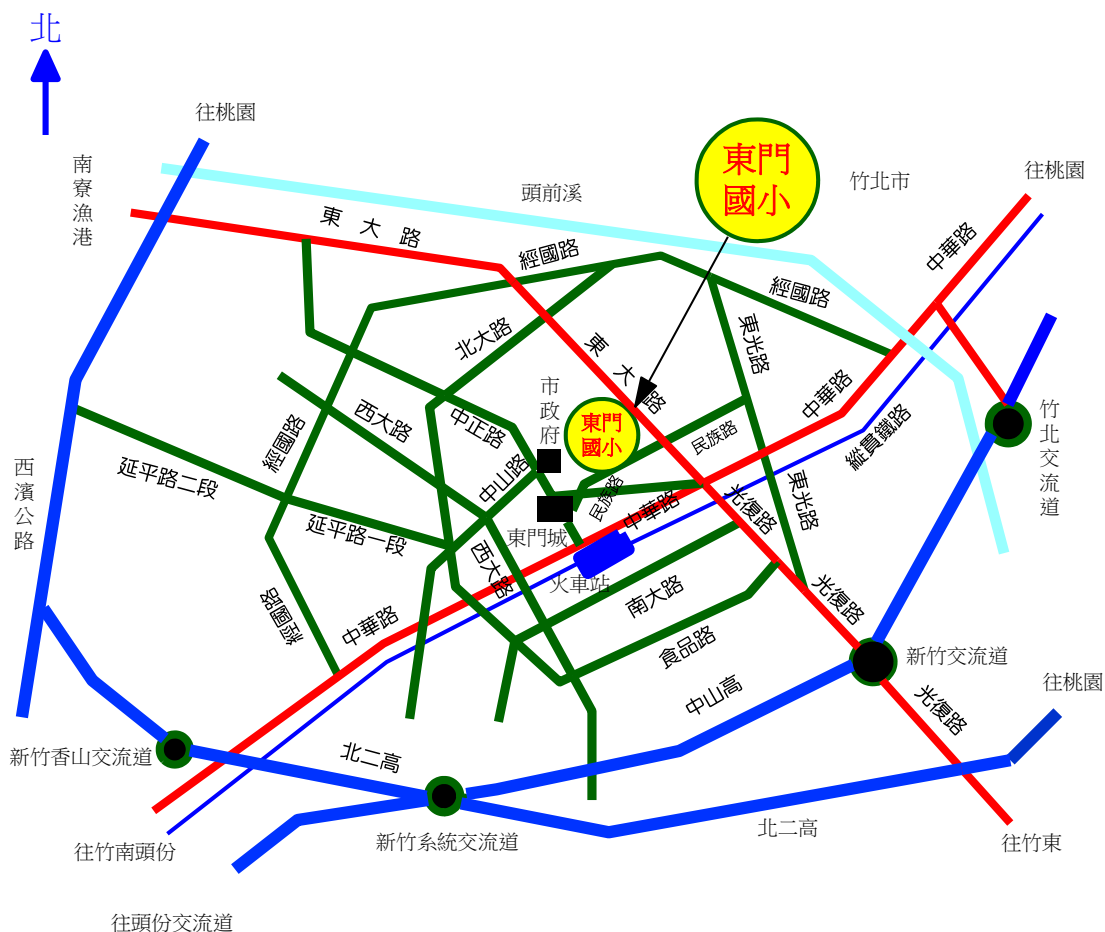 北
往桃園
南寮漁港
東門
國小
竹北市
往桃園
頭前溪
東大路
經國路
中華路
經國路
北大路
東光路
東大路
市政府
西大路
中正路
東門
國小
中華路
民族路
縱貫鐵路
竹北交流道
經國路
中山路
西濱公路
延平路二段
民族路
中華路
光復路
東光路
延平路一段
東門城
西大路
火車站
南大路
光復路
經國路
中華路
食品路
新竹交流道
中山高
往桃園
光復路
新竹香山交流道
北二高
新竹系統交流道
北二高
往竹南頭份
往竹東
往頭份交流道